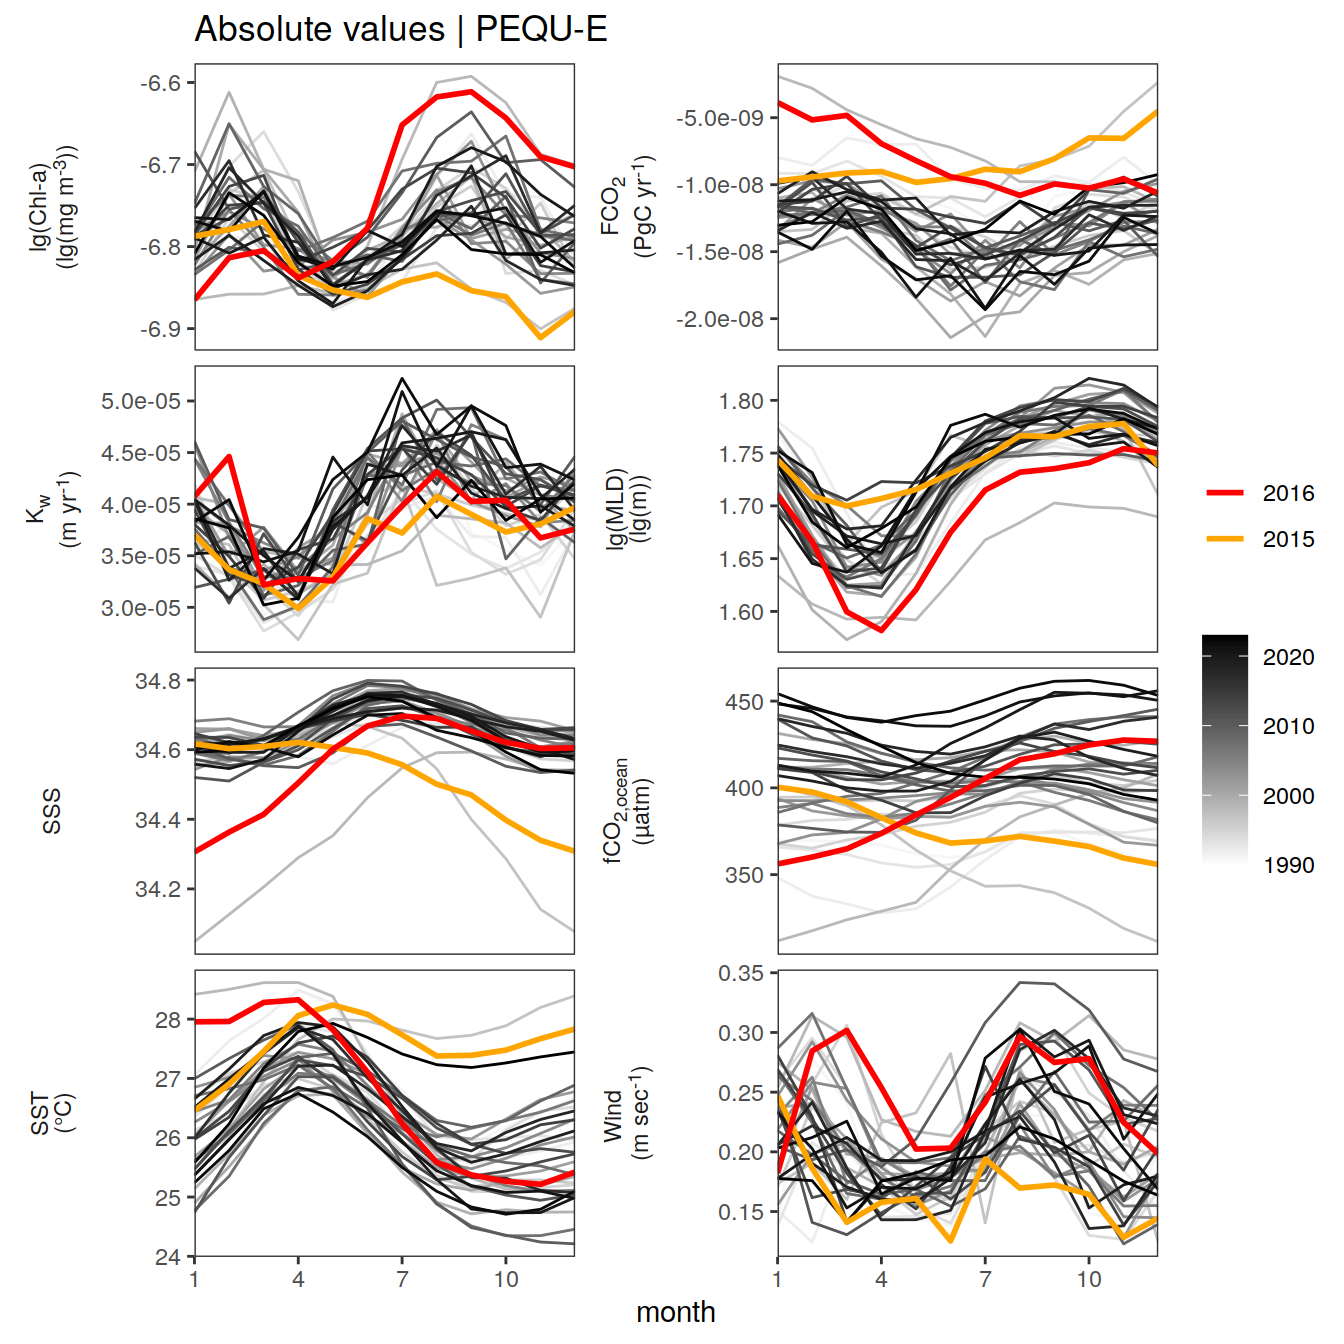 Absolute values | PEQU-E
lg(Chl-a)
(lg(mg m⁻³))
-6.6
-6.7
-6.8
-6.9
FCO₂
(PgC yr⁻¹)
-5.0e-09
-1.0e-08
-1.5e-08
-2.0e-08
K_w
(m yr⁻¹)
5.0e-05
4.5e-05
4.0e-05
3.5e-05
3.0e-05
lg(MLD)
(lg(m))
1.80
1.75
1.70
1.65
1.60
SSS
34.8
34.6
34.4
34.2
fCO₂,ocean
(µatm)
450
400
350
SST
(°C)
28
27
26
25
24
1 4 7 10
Wind
(m sec⁻¹)
0.35
0.30
0.25
0.20
0.15
1 4 7 10
month
2016
2015
2020
2010
2000
1990